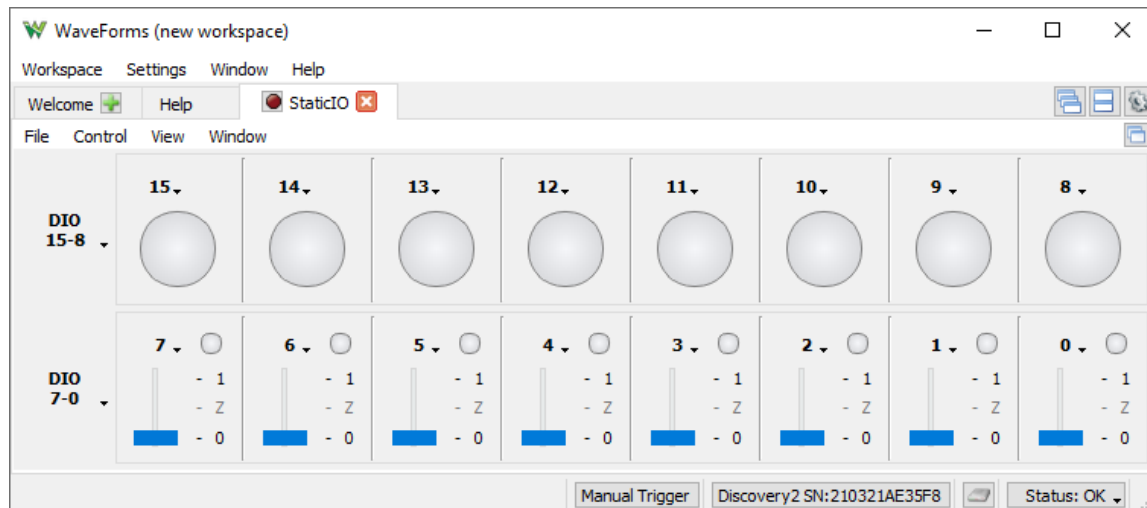 WaveForms (new workspace)
Workspace Settings Window Help
Welcome Help StaticIO
File Control View Window
DIO
15-8
15 14 13 12 11 10 9 8
DIO
7-0
7 6 5 4 3 2 1 0
- 1 - 1 - 1 - 1 - 1 - 1 - 1 - 1
- Z - Z - Z - Z - Z - Z - Z - Z
- 0 - 0 - 0 - 0 - 0 - 0 - 0 - 0
Manual Trigger Discovery2 SN:210321AE35F8 Status: OK